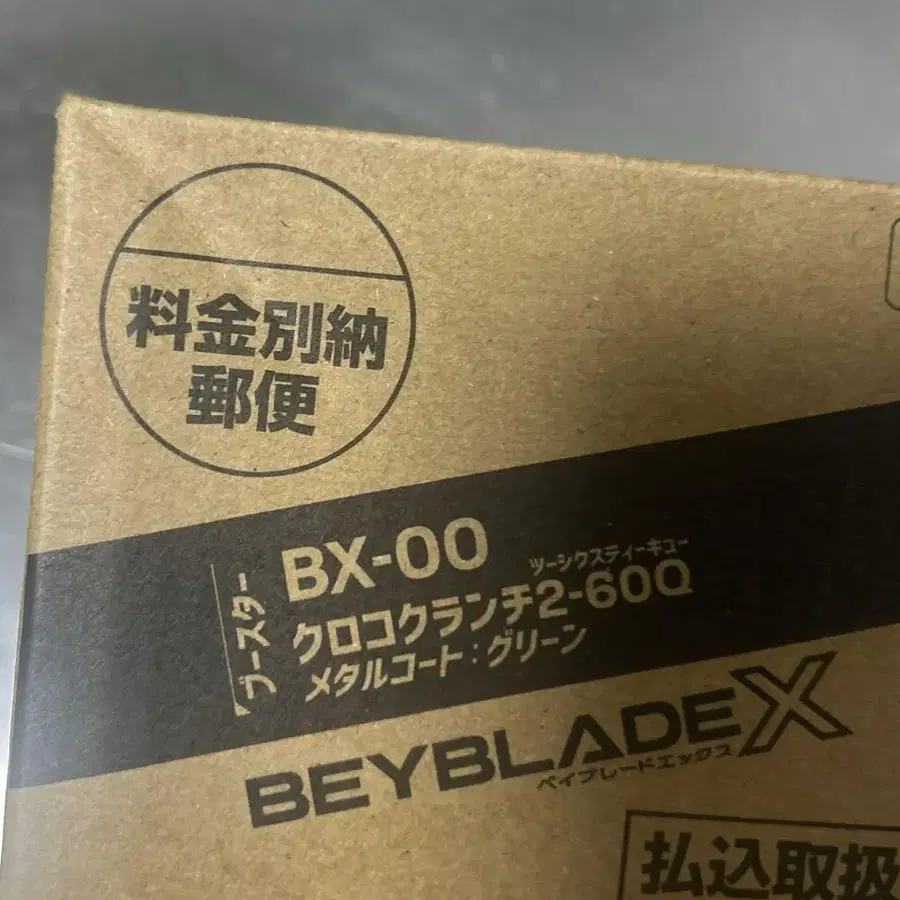 料金別納
郵便
ブースター
BX-00
ツーシクスティーキュー
クロコクランチ2-60Q
メタルコート:グリーン
BEYBLADE X
ベイブレードエックス
払込取扱